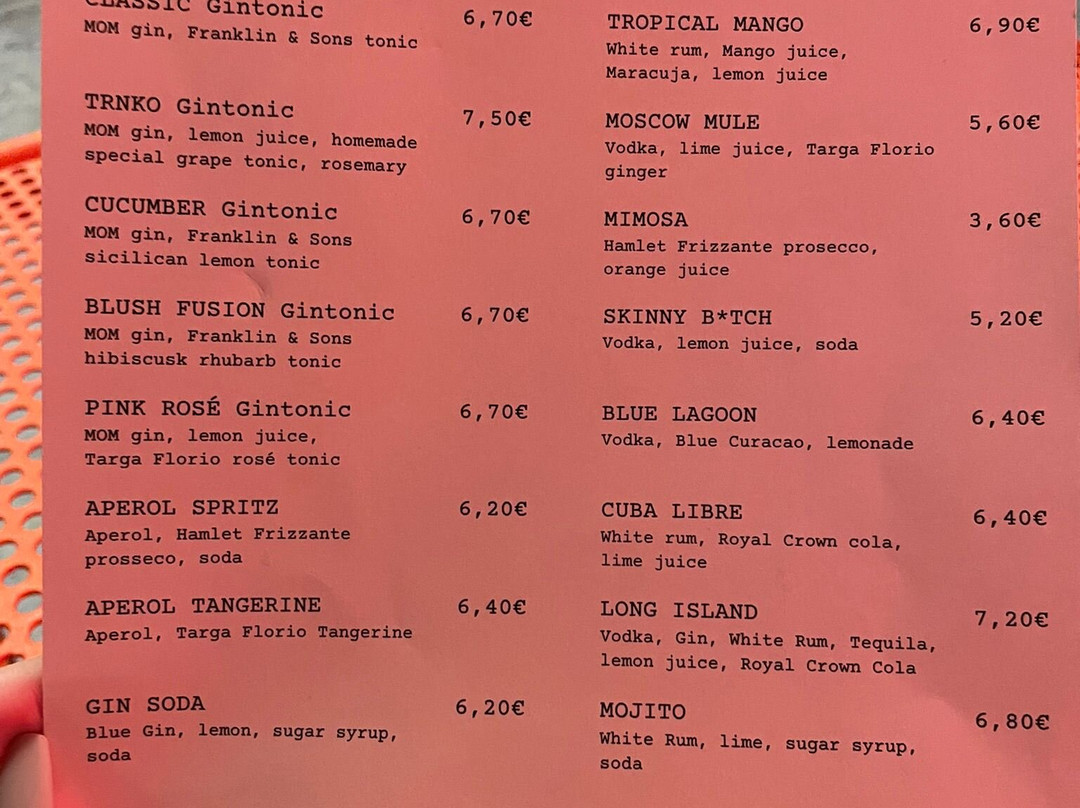 CLASSIC Gintonic 6,70€
MOM gin, Franklin & Sons tonic
TRNKO Gintonic 7,50€
MOM gin, lemon juice, homemade
special grape tonic, rosemary
CUCUMBER Gintonic 6,70€
MOM gin, Franklin & Sons
sicilican lemon tonic
BLUSH FUSION Gintonic 6,70€
MOM gin, Franklin & Sons
hibiscusk rhubarb tonic
PINK ROSÉ Gintonic 6,70€
MOM gin, lemon juice,
Targa Florio rosé tonic
APEROL SPRITZ 6,20€
Aperol, Hamlet Frizzante
prosseco, soda
APEROL TANGERINE 6,40€
Aperol, Targa Florio Tangerine
GIN SODA 6,20€
Blue Gin, lemon, sugar syrup,
soda
TROPICAL MANGO 6,90€
White rum, Mango juice,
Maracuja, lemon juice
MOSCOW MULE 5,60€
Vodka, lime juice, Targa Florio
ginger
MIMOSA 3,60€
Hamlet Frizzante prosecco,
orange juice
SKINNY B*TCH 5,20€
Vodka, lemon juice, soda
BLUE LAGOON 6,40€
Vodka, Blue Curacao, lemonade
CUBA LIBRE 6,40€
White rum, Royal Crown cola,
lime juice
LONG ISLAND 7,20€
Vodka, Gin, White Rum, Tequila,
lemon juice, Royal Crown Cola
MOJITO 6,80€
White Rum, lime, sugar syrup,
soda